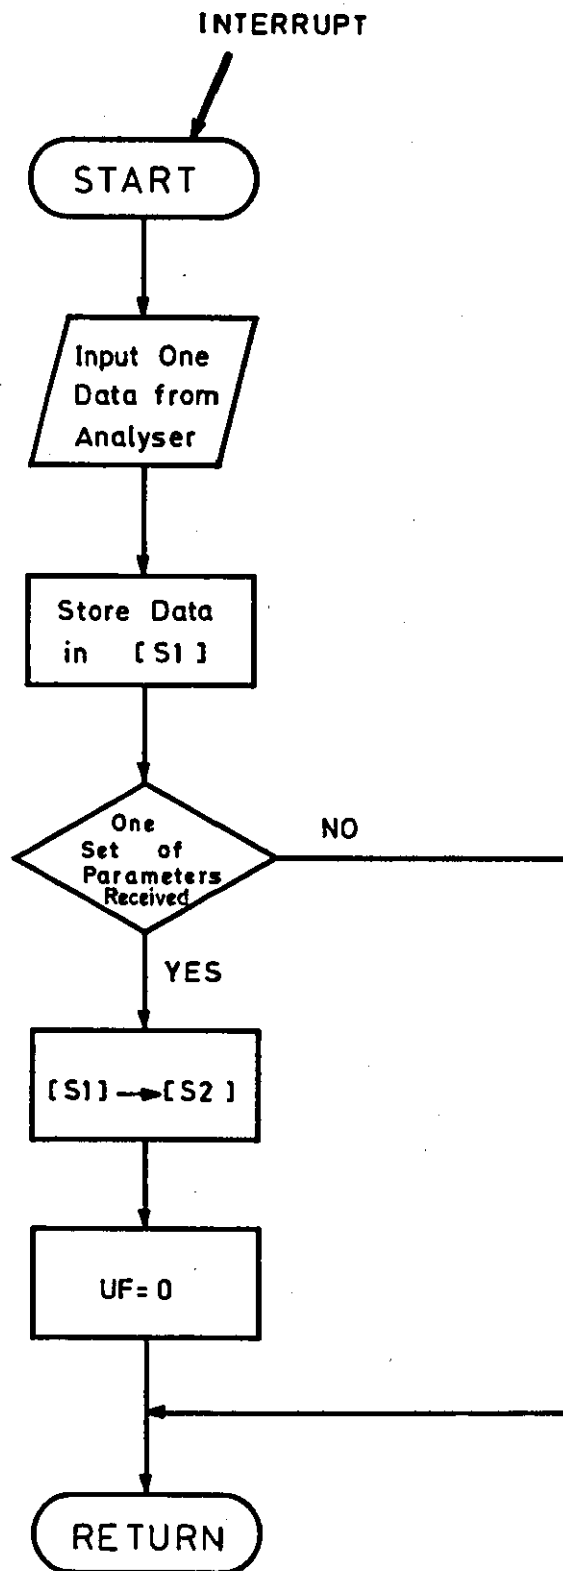 INTERRUPT
START
Input One
Data from
Analyser
Store Data
in [S1]
One
Set of
Parameters
Received
NO
YES
[S1]→[S2]
UF=0
RETURN